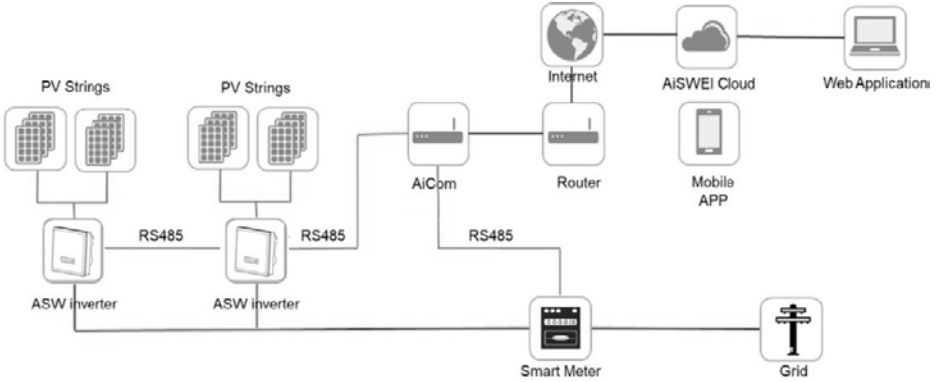 Internet
AiSWEI Cloud
Web Application
PV Strings
PV Strings
AiCom
Router
Mobile
APP
RS485
RS485
RS485
ASW inverter
ASW inverter
Smart Meter
Grid